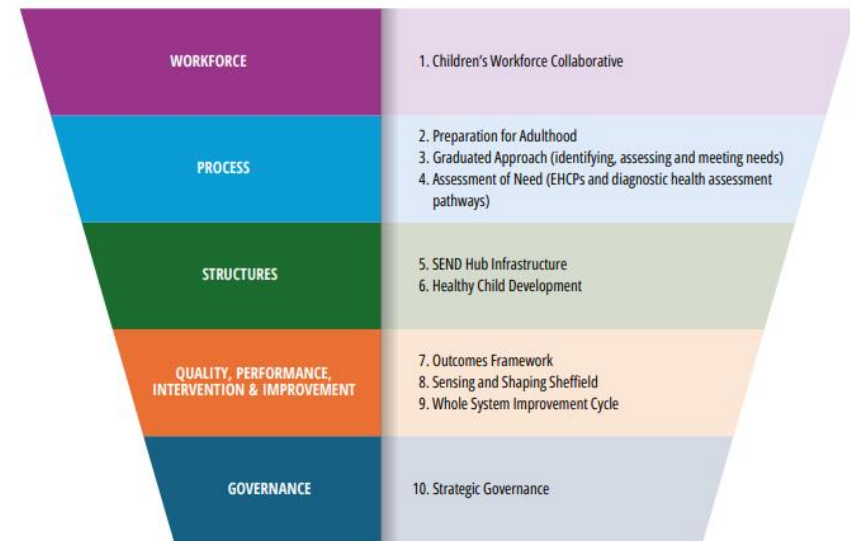 WORKFORCE
1. Children's Workforce Collaborative
PROCESS
2. Preparation for Adulthood
3. Graduated Approach (identifying, assessing and meeting needs)
4. Assessment of Need (EHCPs and diagnostic health assessment
pathways)
STRUCTURES
5. SEND Hub Infrastructure
6. Healthy Child Development
QUALITY, PERFORMANCE,
INTERVENTION & IMPROVEMENT
7. Outcomes Framework
8. Sensing and Shaping Sheffield
9. Whole System Improvement Cycle
GOVERNANCE
10. Strategic Governance